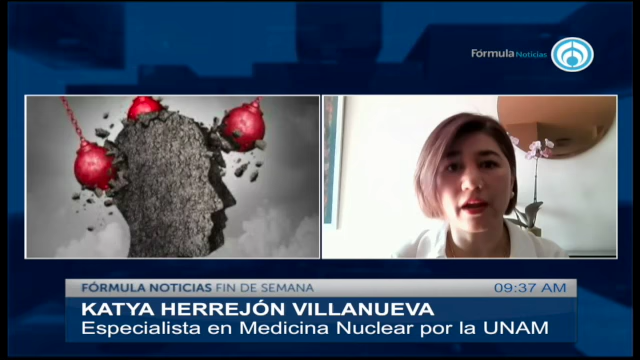 Fórmula Noticias
FÓRMULA NOTICIAS FIN DE SEMANA
09:37 AM
KATYA HERREJÓN VILLANUEVA
Especialista en Medicina Nuclear por la UNAM